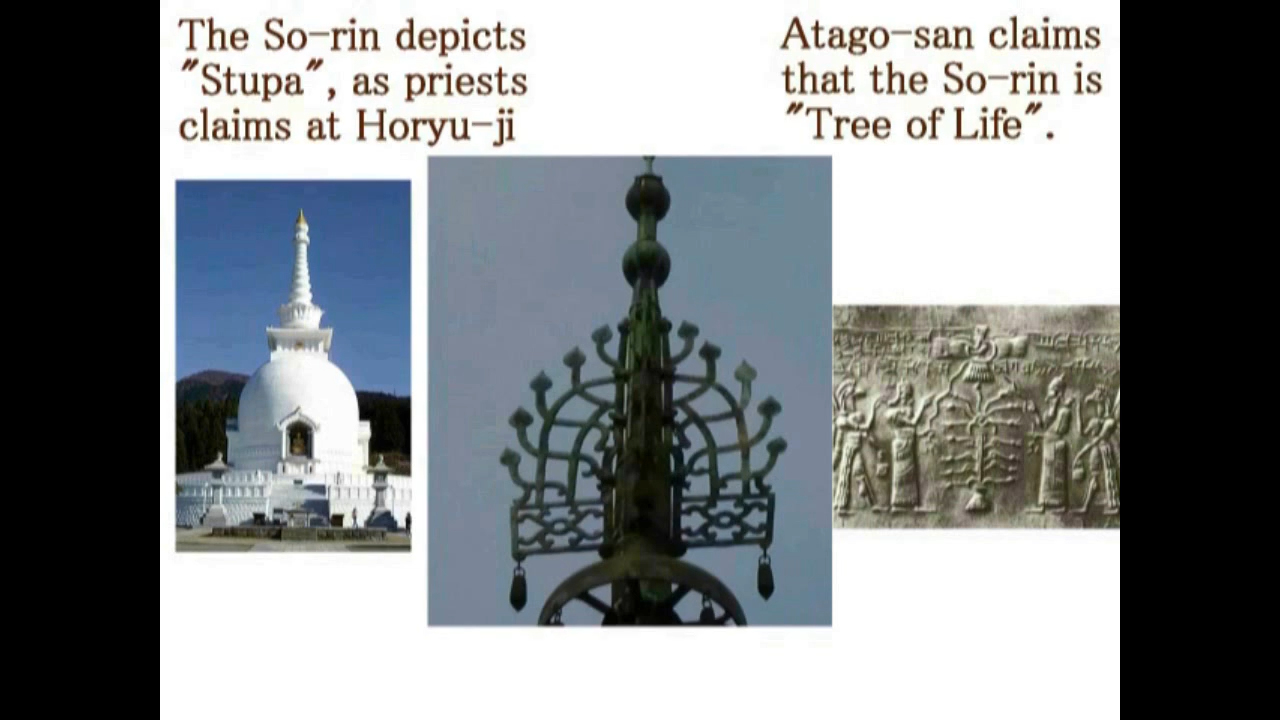 The So-rin depicts
"Stupa", as priests
claims at Horyu-ji
Atago-san claims
that the So-rin is
"Tree of Life".